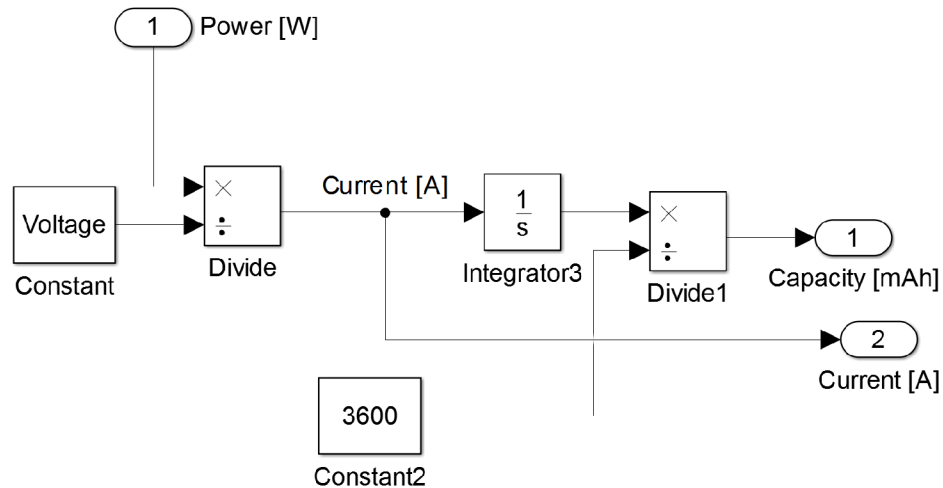 1 Power [W]
Voltage
Constant
×
÷
Divide
Current [A]
1
s
Integrator3
×
÷
Divide1
1
Capacity [mAh]
2
Current [A]
3600
Constant2